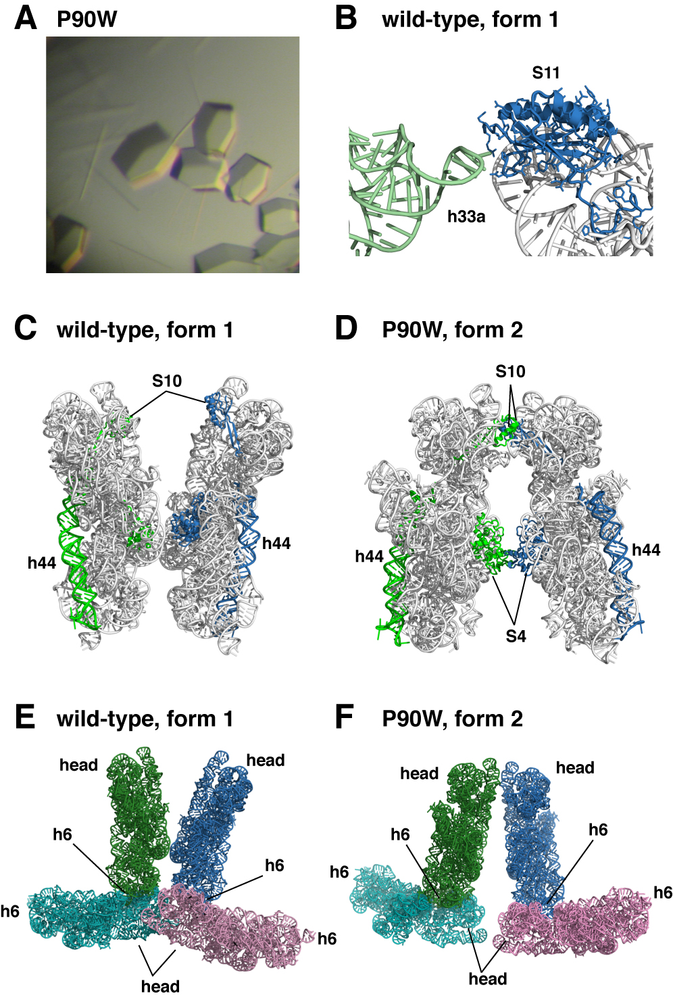 A P90W
B wild-type, form 1
S11
h33a
C wild-type, form 1
S10
h44
h44
D P90W, form 2
S10
h44
h44
S4
E wild-type, form 1
head
head
h6
h6
h6
h6
head
F P90W, form 2
head
head
h6
h6
h6
h6
head